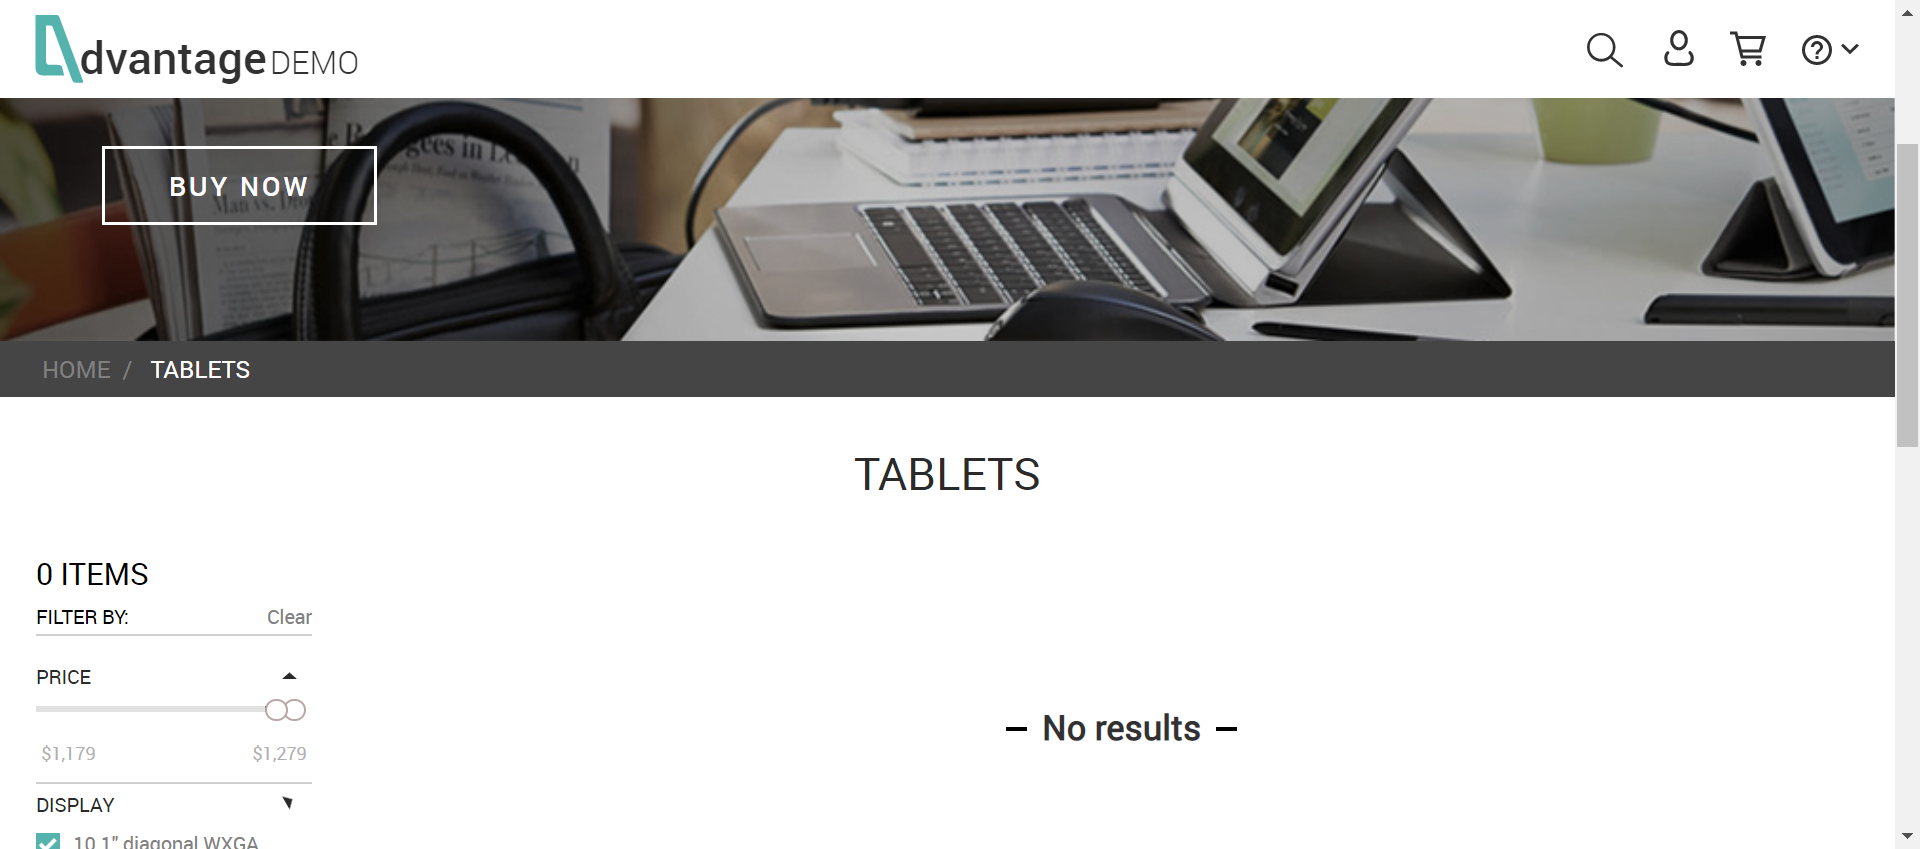 dvantage DEMO
BUY NOW
HOME / TABLETS
TABLETS
0 ITEMS
FILTER BY: Clear
PRICE
$1,179 $1,279
– No results –
DISPLAY
10.1" diagonal WXGA